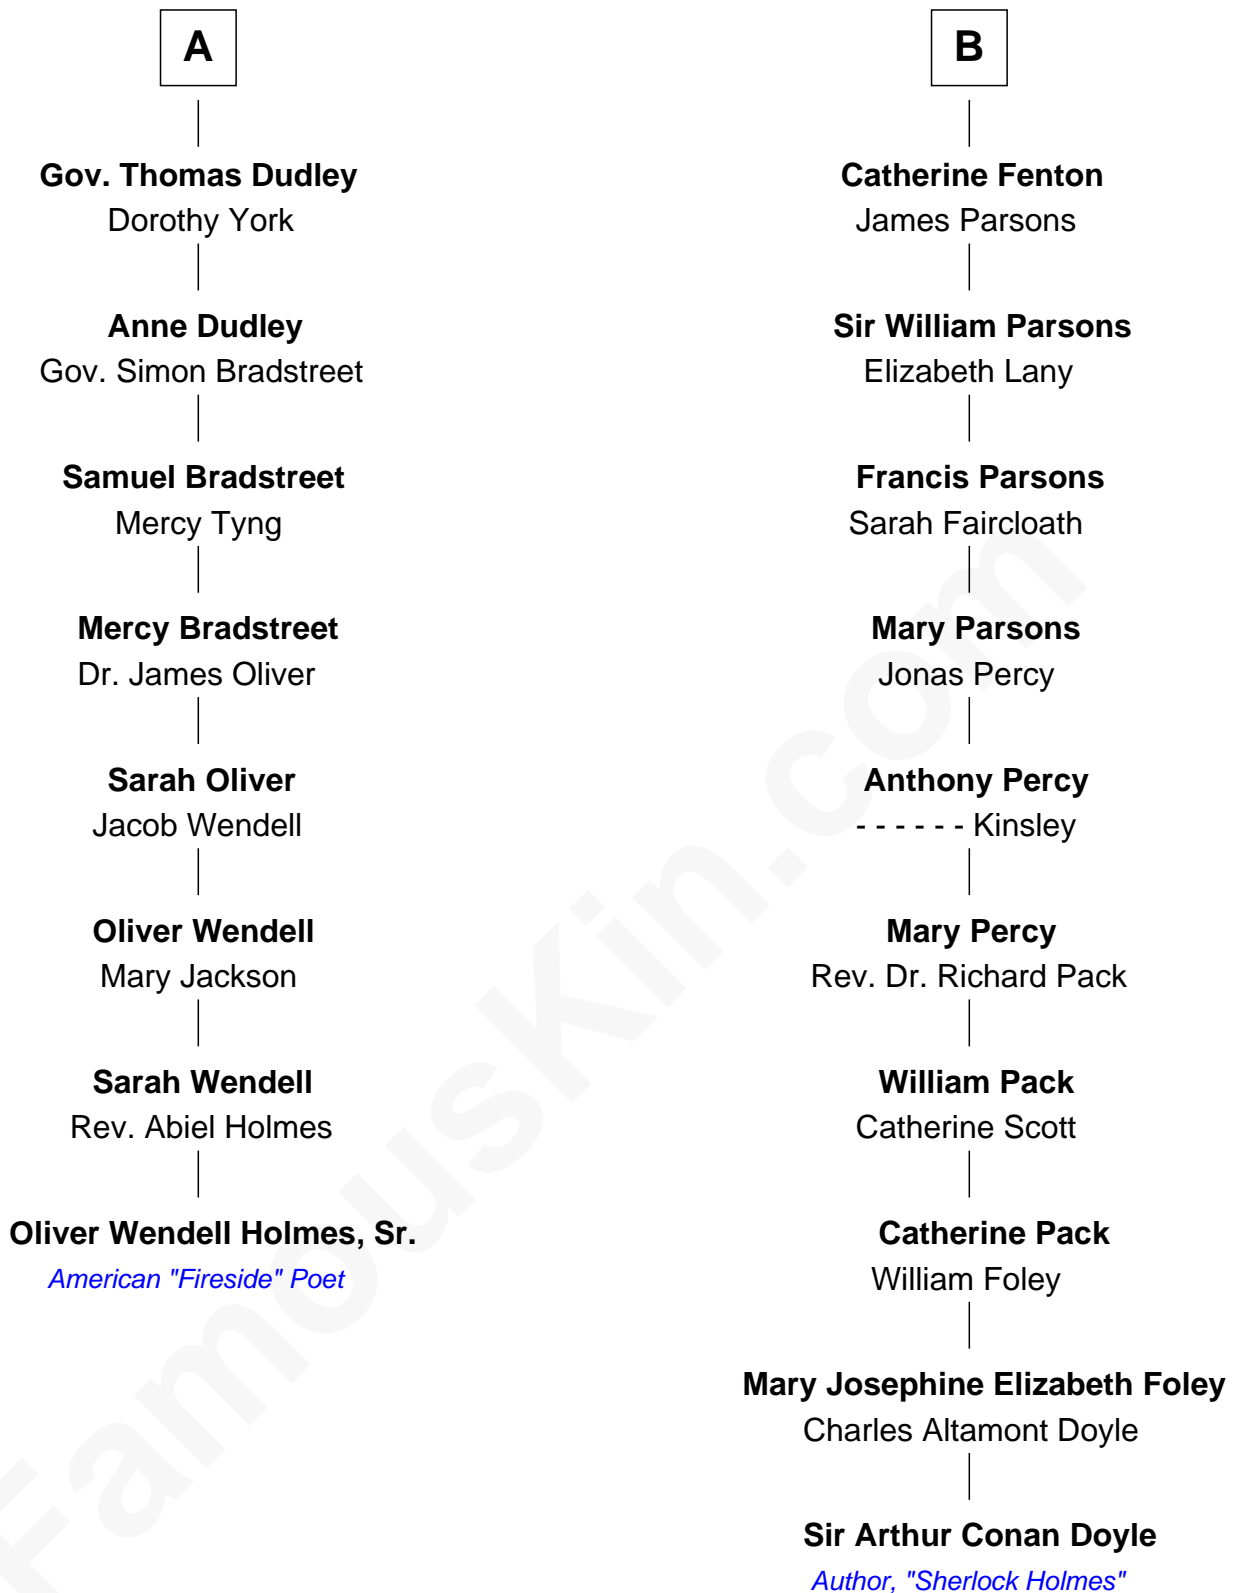 A
Gov. Thomas Dudley
Dorothy York
Anne Dudley
Gov. Simon Bradstreet
Samuel Bradstreet
Mercy Tyng
Mercy Bradstreet
Dr. James Oliver
Sarah Oliver
Jacob Wendell
Oliver Wendell
Mary Jackson
Sarah Wendell
Rev. Abiel Holmes
Oliver Wendell Holmes, Sr.
American "Fireside" Poet
B
Catherine Fenton
James Parsons
Sir William Parsons
Elizabeth Lany
Francis Parsons
Sarah Faircloath
Mary Parsons
Jonas Percy
Anthony Percy
- - - - - - Kinsley
Mary Percy
Rev. Dr. Richard Pack
William Pack
Catherine Scott
Catherine Pack
William Foley
Mary Josephine Elizabeth Foley
Charles Altamont Doyle
Sir Arthur Conan Doyle
Author, "Sherlock Holmes"
FamousKin.com